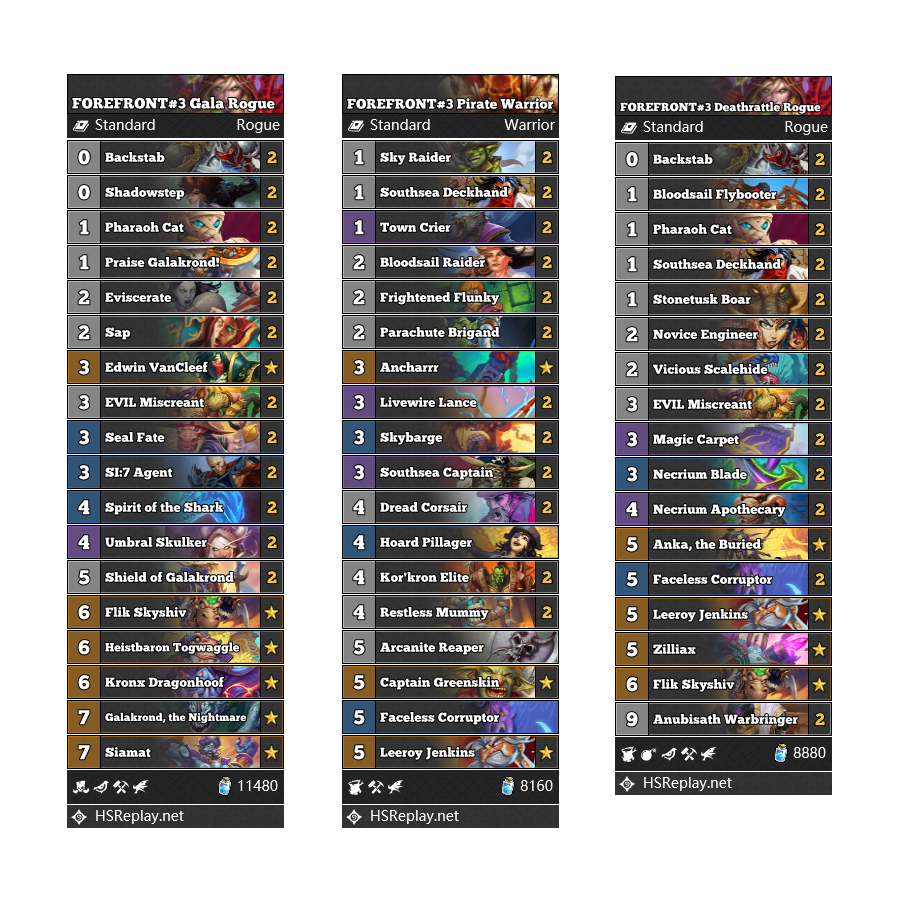 FOREFRONT#3 Gala Rogue
Standard Rogue
0 Backstab 2
0 Shadowstep 2
1 Pharaoh Cat 2
1 Praise Galakrond! 2
2 Eviscerate 2
2 Sap 2
3 Edwin VanCleef
3 EVIL Miscreant 2
3 Seal Fate 2
3 SI:7 Agent 2
4 Spirit of the Shark 2
4 Umbral Skulker 2
5 Shield of Galakrond 2
6 Flik Skyshiv
6 Heistbaron Togwaggle
6 Kronx Dragonhoof
7 Galakrond, the Nightmare
7 Siamat
11480
HSReplay.net
FOREFRONT#3 Pirate Warrior
Standard Warrior
1 Sky Raider 2
1 Southsea Deckhand 2
1 Town Crier 2
2 Bloodsail Raider 2
2 Frightened Flunky 2
2 Parachute Brigand 2
3 Ancharrr
3 Livewire Lance 2
3 Skybarge 2
3 Southsea Captain 2
4 Dread Corsair 2
4 Hoard Pillager
4 Kor'kron Elite 2
4 Restless Mummy 2
5 Arcanite Reaper
5 Captain Greenskin
5 Faceless Corruptor
5 Leeroy Jenkins
8160
HSReplay.net
FOREFRONT#3 Deathrattle Rogue
Standard Rogue
0 Backstab 2
1 Bloodsail Flybooter 2
1 Pharaoh Cat 2
1 Southsea Deckhand 2
1 Stonetusk Boar 2
2 Novice Engineer 2
2 Vicious Scalehide 2
3 EVIL Miscreant 2
3 Magic Carpet 2
3 Necrium Blade 2
4 Necrium Apothecary 2
5 Anka, the Buried
5 Faceless Corruptor 2
5 Leeroy Jenkins
5 Zilliax
6 Flik Skyshiv
9 Anubisath Warbringer 2
8880
HSReplay.net